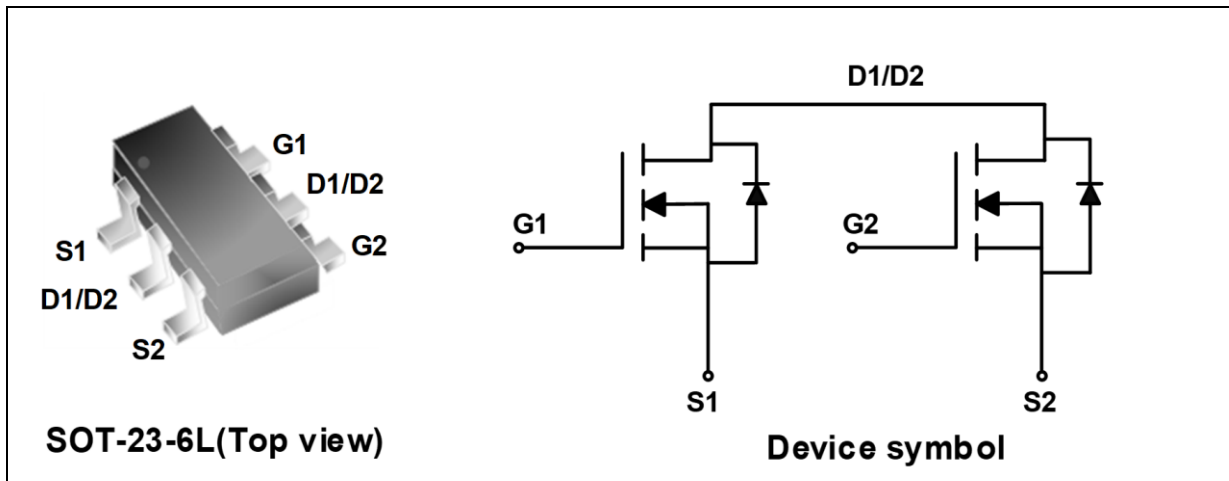 G1
D1/D2
G2
S1
D1/D2
S2
SOT-23-6L(Top view)
D1/D2
G1
G2
S1
S2
Device symbol